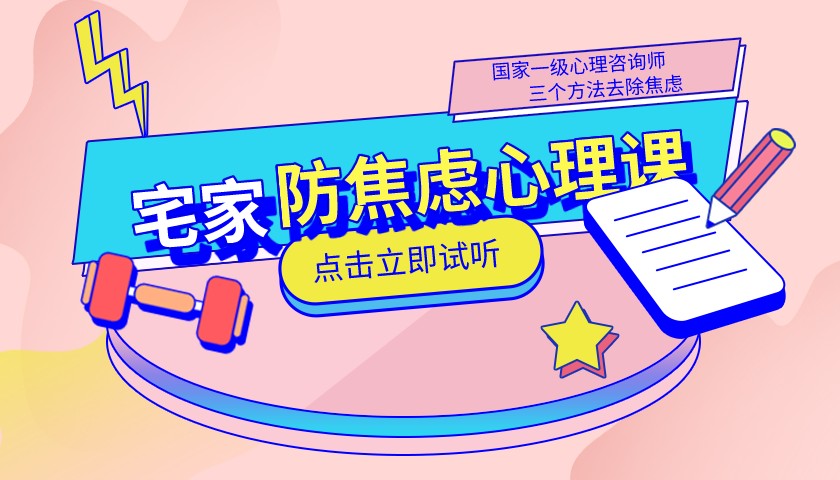 国家一级心理咨询师
三个方法去除焦虑
宅家防焦虑心理课
点击立即试听